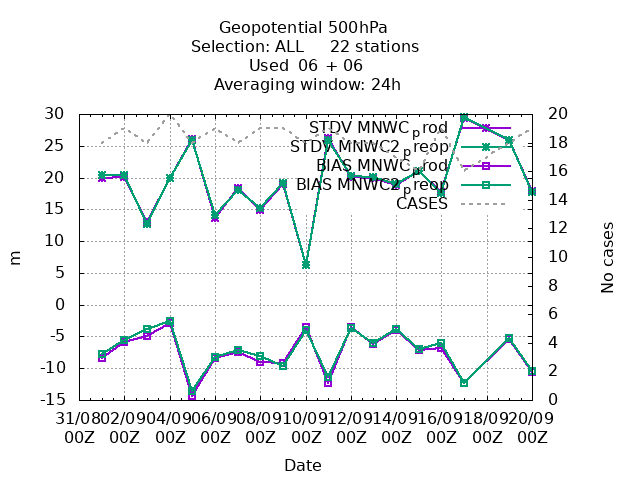 Geopotential 500hPa
Selection: ALL 22 stations
Used 06 + 06
Averaging window: 24h
30 20
25 18
20 16
15 14
10 12
5 10
0 8
-5 6
-10 4
-15 2
0
STDV MNWC_prod
STDV MNWC2_preop
BIAS MNWC_prod
BIAS MNWC2_preop
CASES
m
No cases
31/08 02/09 04/09 06/09 08/09 10/09 12/09 14/09 16/09 18/09 20/09
00Z 00Z 00Z 00Z 00Z 00Z 00Z 00Z 00Z 00Z 00Z
Date